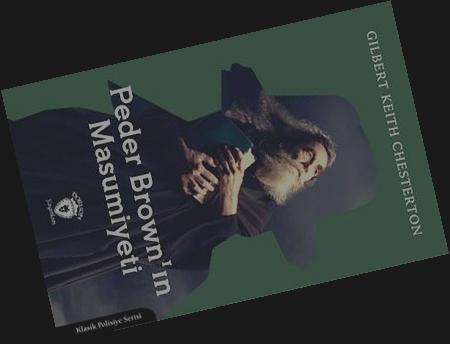 GILBERT KEITH CHESTERTON
Peder Brown'ın
Masumiyeti
Klasik Polisiye Serisi